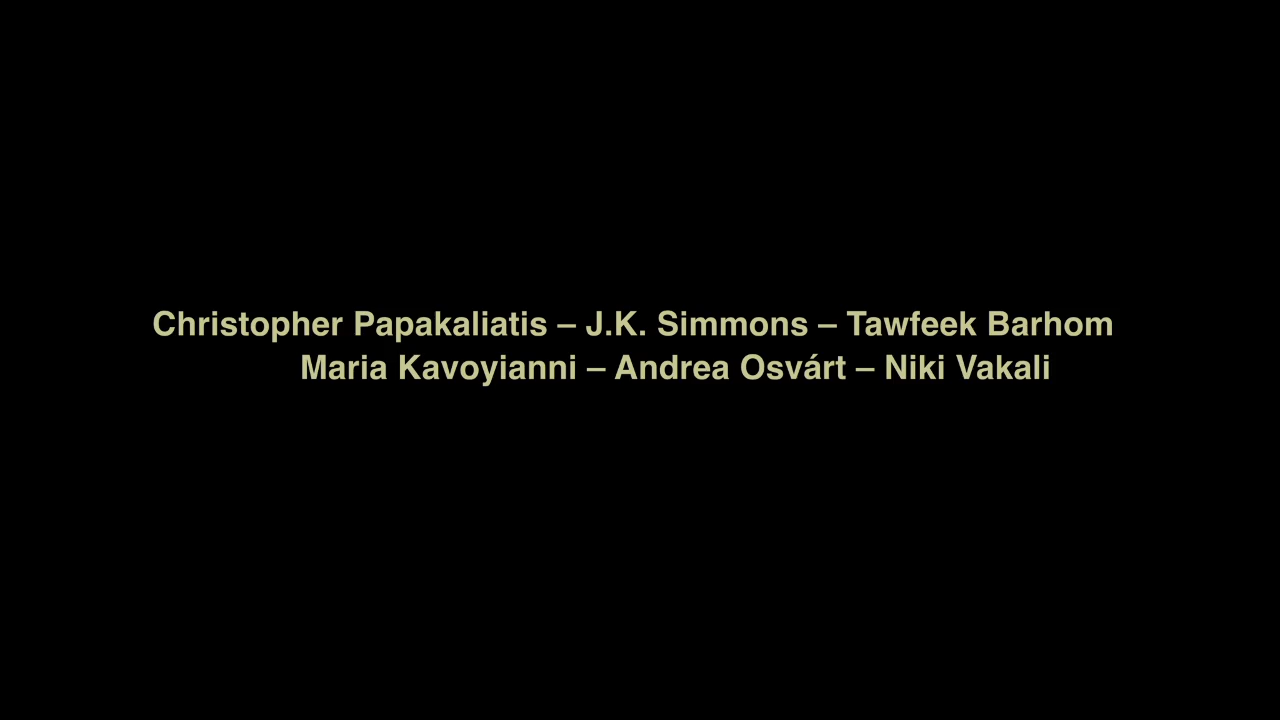 Christopher Papakaliatis – J.K. Simmons – Tawfeek Barhom
Maria Kavoyianni – Andrea Osvárt – Niki Vakali